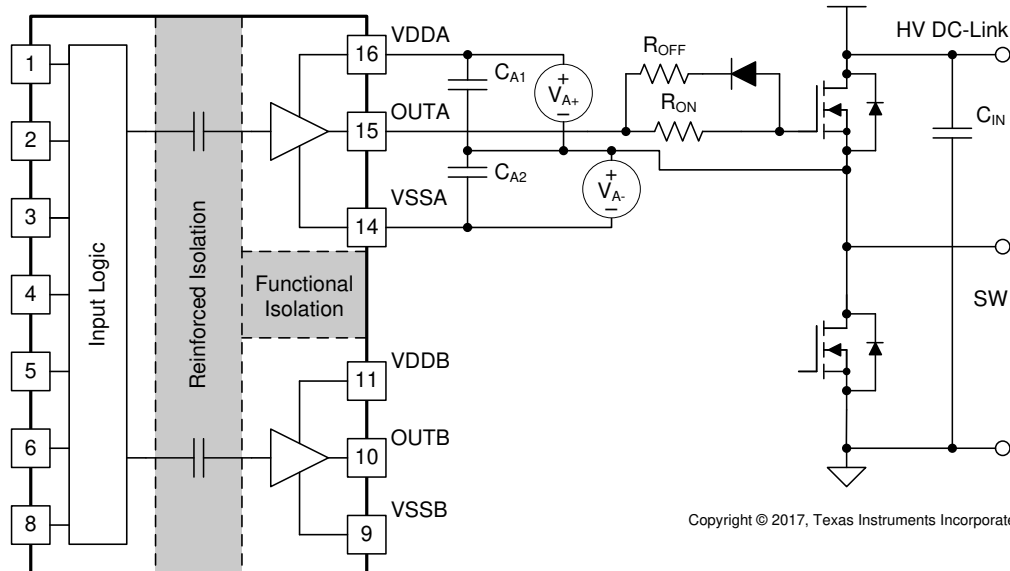 1
2
3
4
5
6
8
Input Logic
Reinforced Isolation
Functional
Isolation
16
15
14
11
10
9
VDDA
OUTA
VSSA
VDDB
OUTB
VSSB
CA1
CA2
+
VA+
−
+
VA-
−
ROFF
RON
HV DC-Link
CIN
SW
Copyright © 2017, Texas Instruments Incorporate